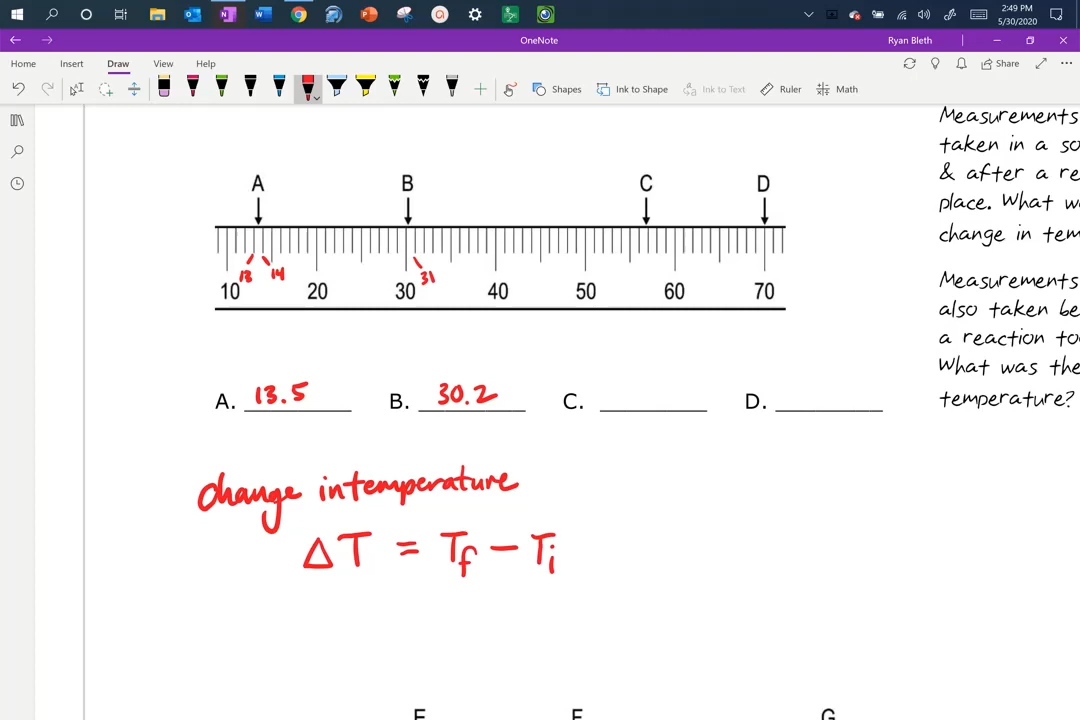 2:49 PM
5/30/2020
OneNote
Ryan Bleth
Home Insert Draw View Help
Share
Shapes Ink to Shape Ink to Text Ruler Math
Measurements
taken in a so
& after a re
place. What w
change in tem
A B C D
13 14 31
10 20 30 40 50 60 70
Measurements
also taken be
a reaction to
What was the
temperature?
A. 13.5 B. 30.2 C. D.
change in temperature
ΔT = Tf - Ti
E F G